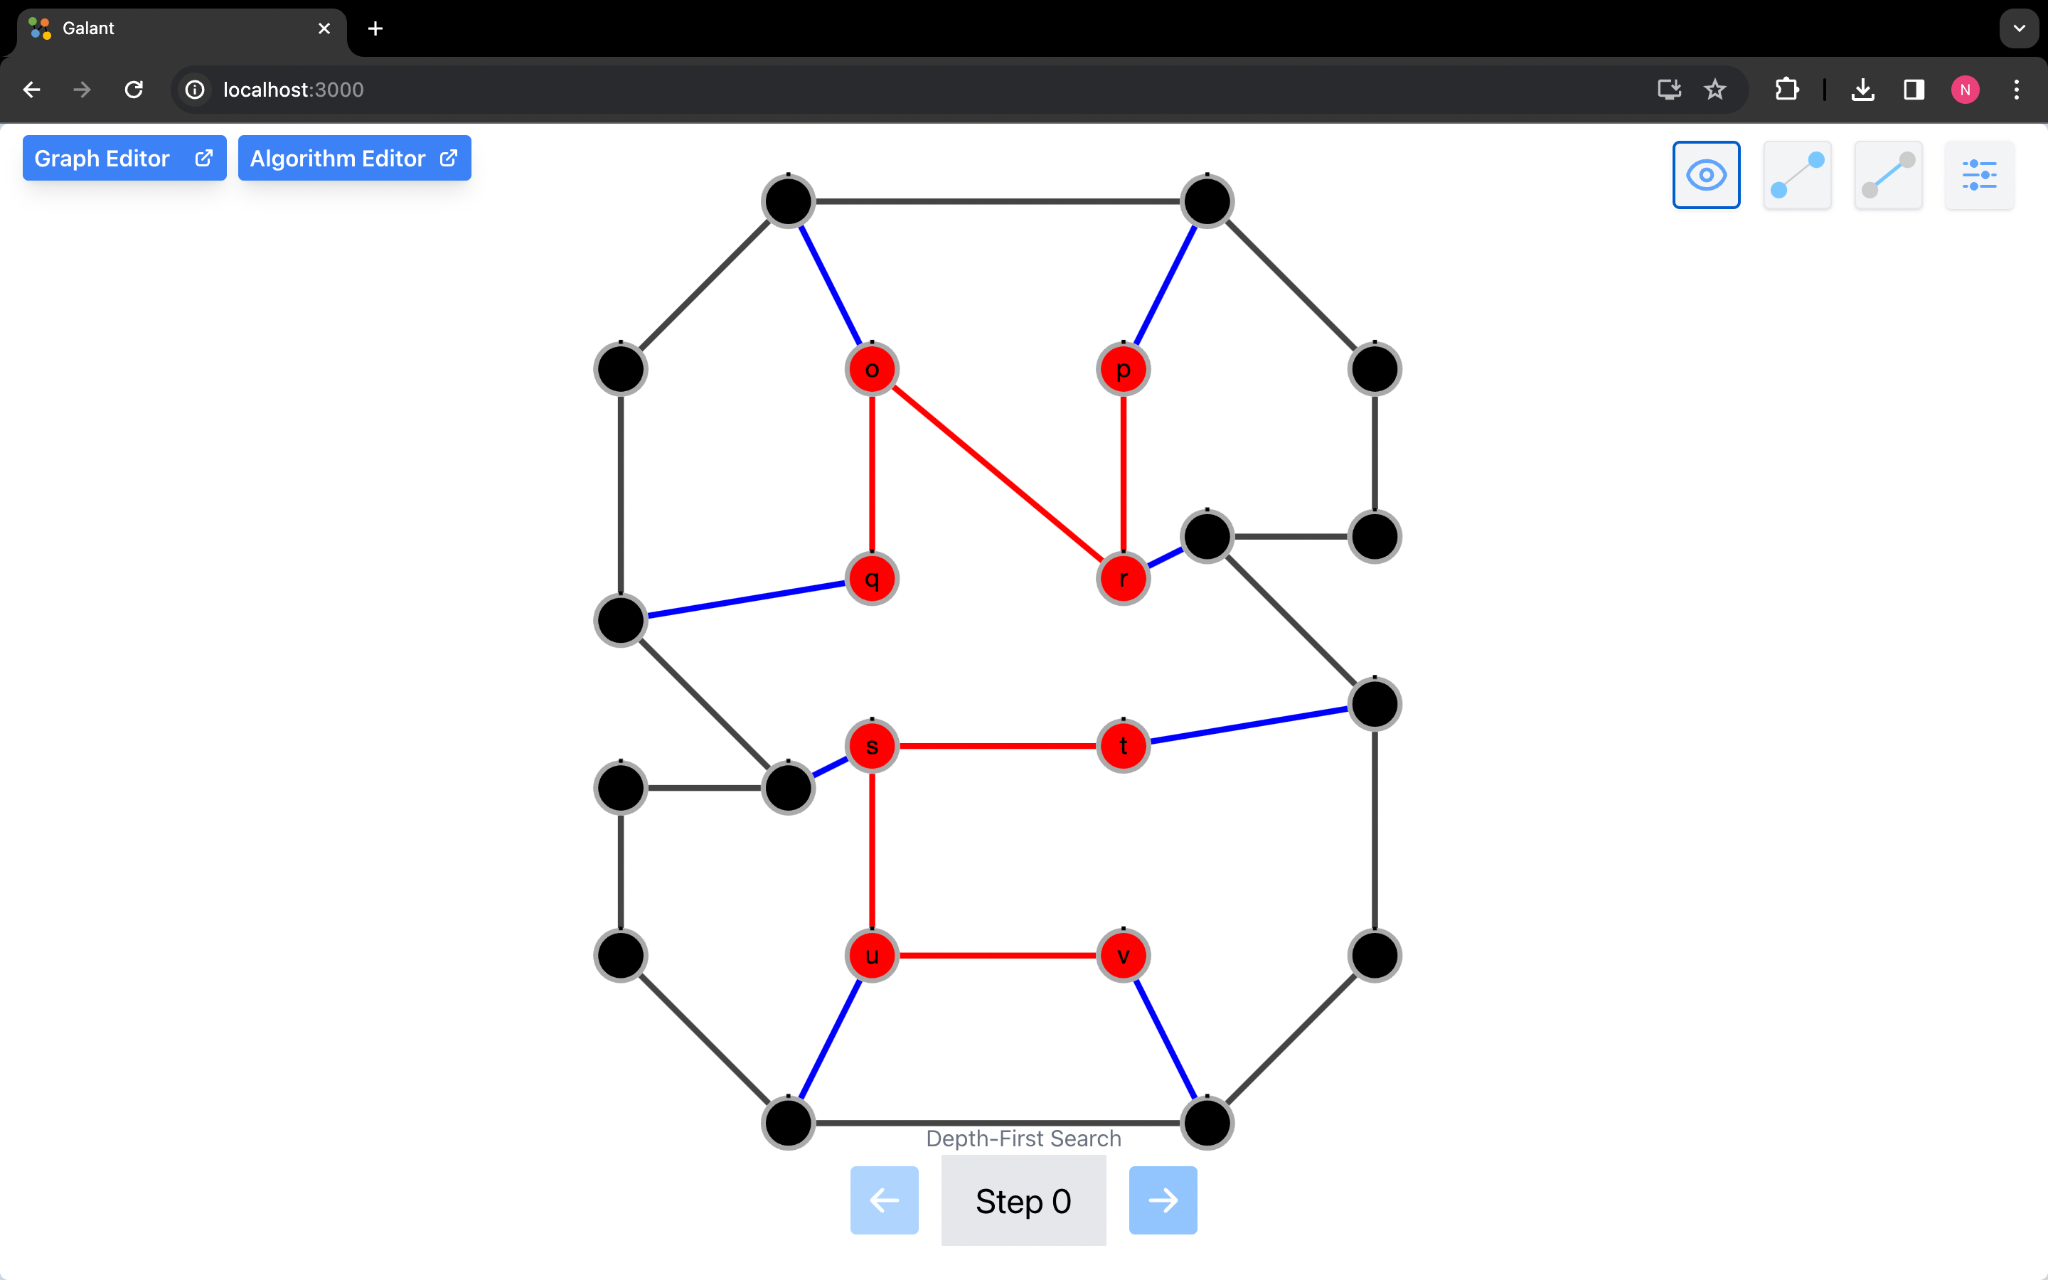 Galant
localhost:3000
N
Graph Editor
Algorithm Editor
o
p
q
r
s
t
u
v
Depth-First Search
Step 0